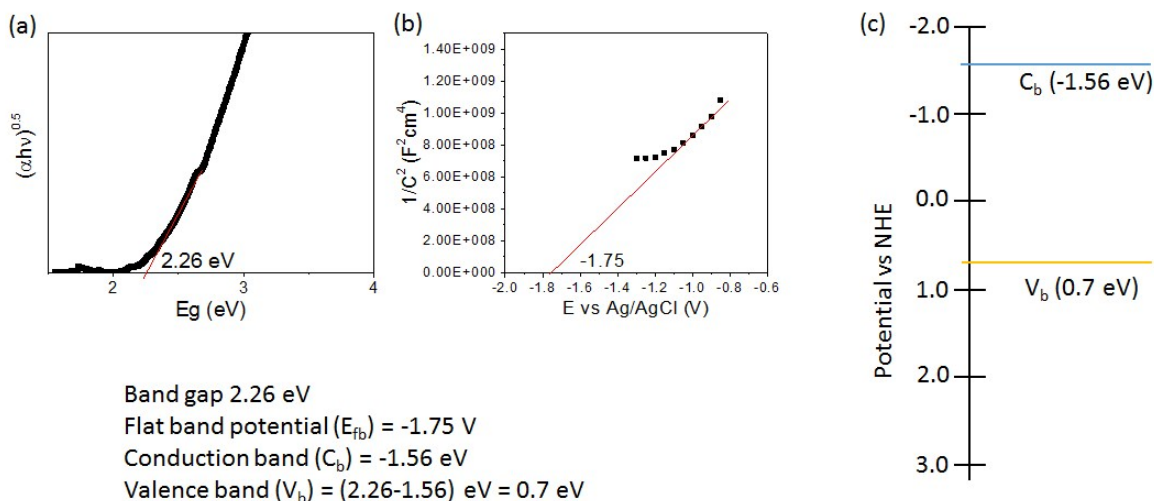 (a)
(αhν)^0.5
2.26 eV
2
3
4
Eg (eV)
(b)
1/C² (F²cm⁴)
1.40E+009
1.20E+009
1.00E+009
8.00E+008
6.00E+008
4.00E+008
2.00E+008
0.00E+000
-1.75
-2.0 -1.8 -1.6 -1.4 -1.2 -1.0 -0.8 -0.6
E vs Ag/AgCl (V)
(c)
Potential vs NHE
-2.0
C_b (-1.56 eV)
-1.0
0.0
V_b (0.7 eV)
1.0
2.0
3.0
Band gap 2.26 eV
Flat band potential (E_fb) = -1.75 V
Conduction band (C_b) = -1.56 eV
Valence band (V_b) = (2.26-1.56) eV = 0.7 eV